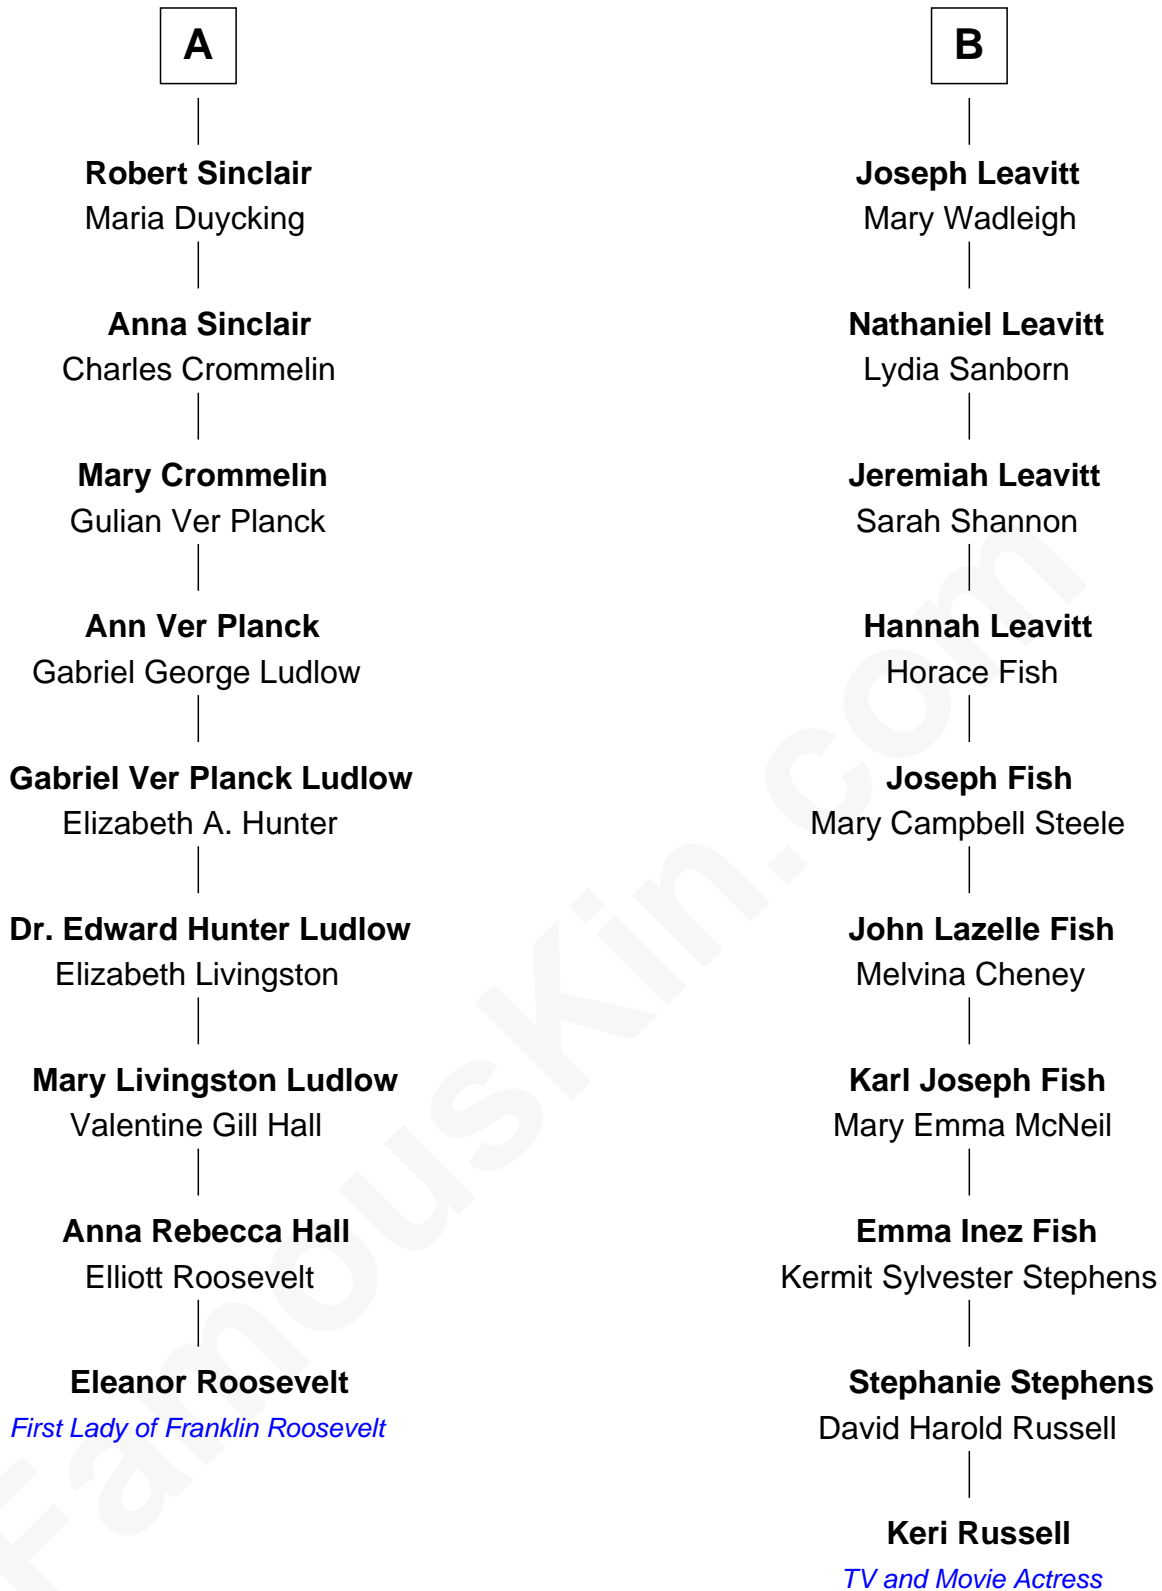 A
Robert Sinclair
Maria Duycking
Anna Sinclair
Charles Crommelin
Mary Crommelin
Gulian Ver Planck
Ann Ver Planck
Gabriel George Ludlow
Gabriel Ver Planck Ludlow
Elizabeth A. Hunter
Dr. Edward Hunter Ludlow
Elizabeth Livingston
Mary Livingston Ludlow
Valentine Gill Hall
Anna Rebecca Hall
Elliott Roosevelt
Eleanor Roosevelt
First Lady of Franklin Roosevelt
B
Joseph Leavitt
Mary Wadleigh
Nathaniel Leavitt
Lydia Sanborn
Jeremiah Leavitt
Sarah Shannon
Hannah Leavitt
Horace Fish
Joseph Fish
Mary Campbell Steele
John Lazelle Fish
Melvina Cheney
Karl Joseph Fish
Mary Emma McNeil
Emma Inez Fish
Kermit Sylvester Stephens
Stephanie Stephens
David Harold Russell
Keri Russell
TV and Movie Actress
FamousKin.com